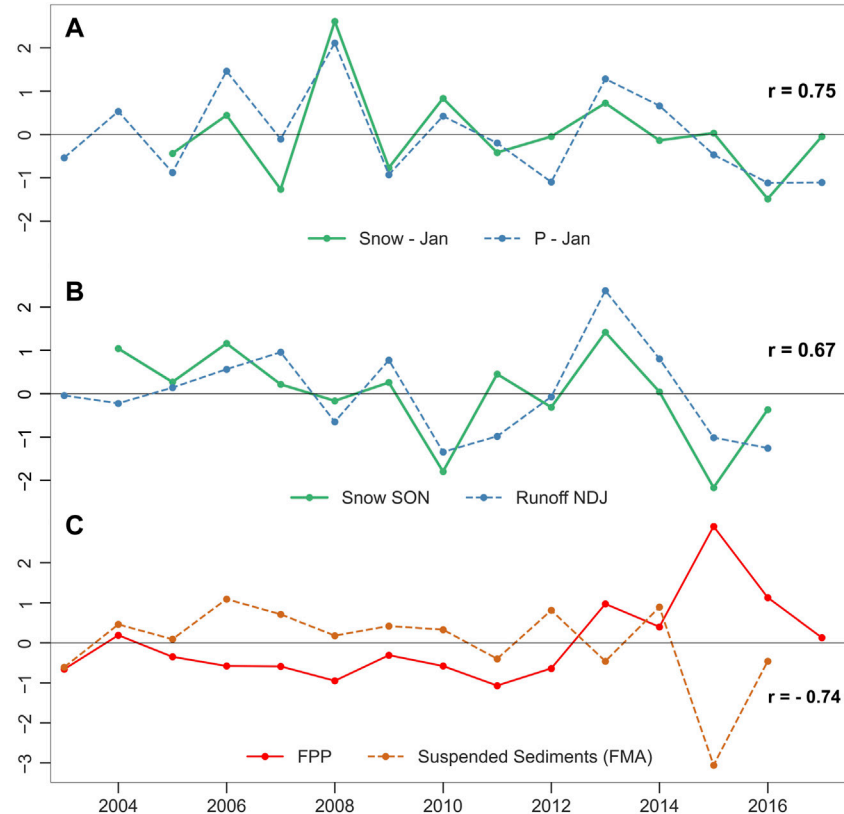 A
2
1
0
−1
−2
r = 0.75
Snow - Jan P - Jan
B
2
1
0
−1
−2
r = 0.67
Snow SON Runoff NDJ
C
2
1
0
−1
−2
−3
r = - 0.74
FPP Suspended Sediments (FMA)
2004 2006 2008 2010 2012 2014 2016